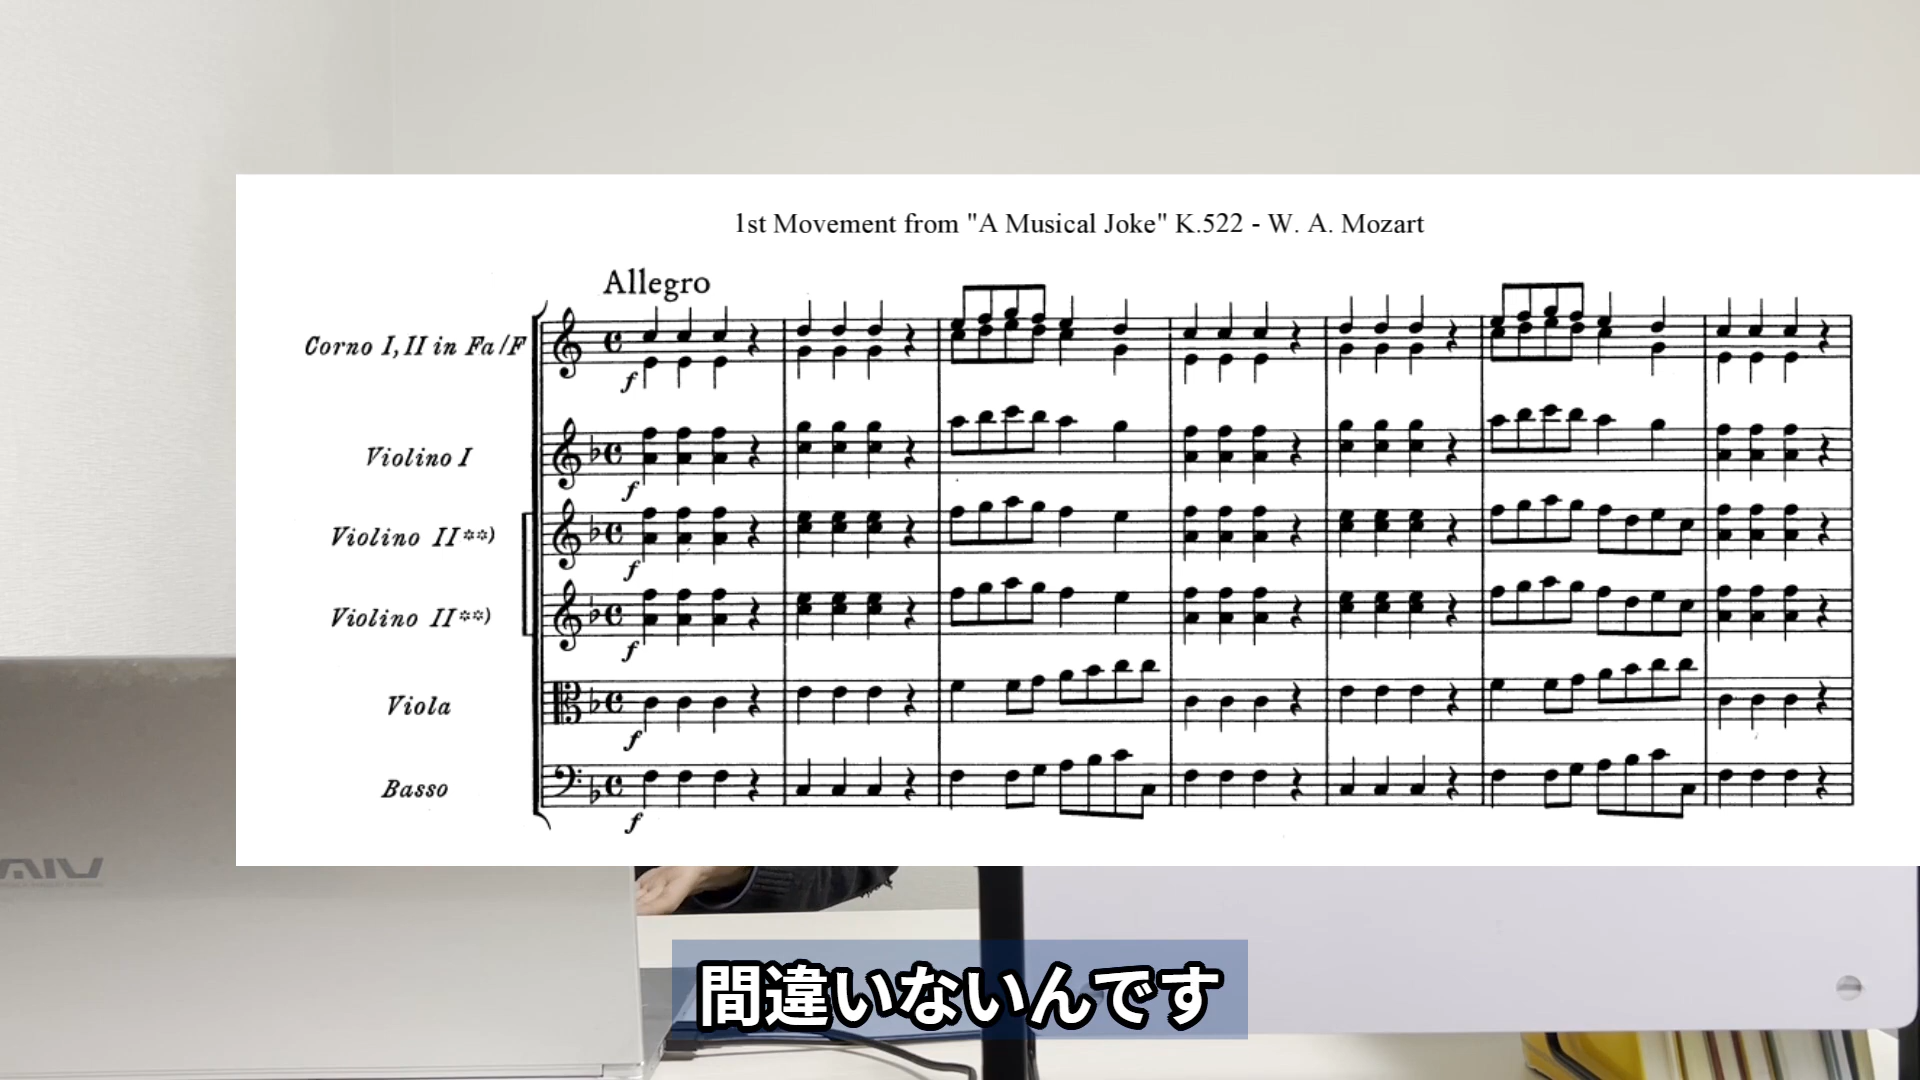 1st Movement from "A Musical Joke" K.522 - W. A. Mozart
Allegro
Corno I, II in Fa/F
f
Violino I
f
Violino II**)
f
Violino II**)
f
Viola
f
Basso
f
間違いないんです